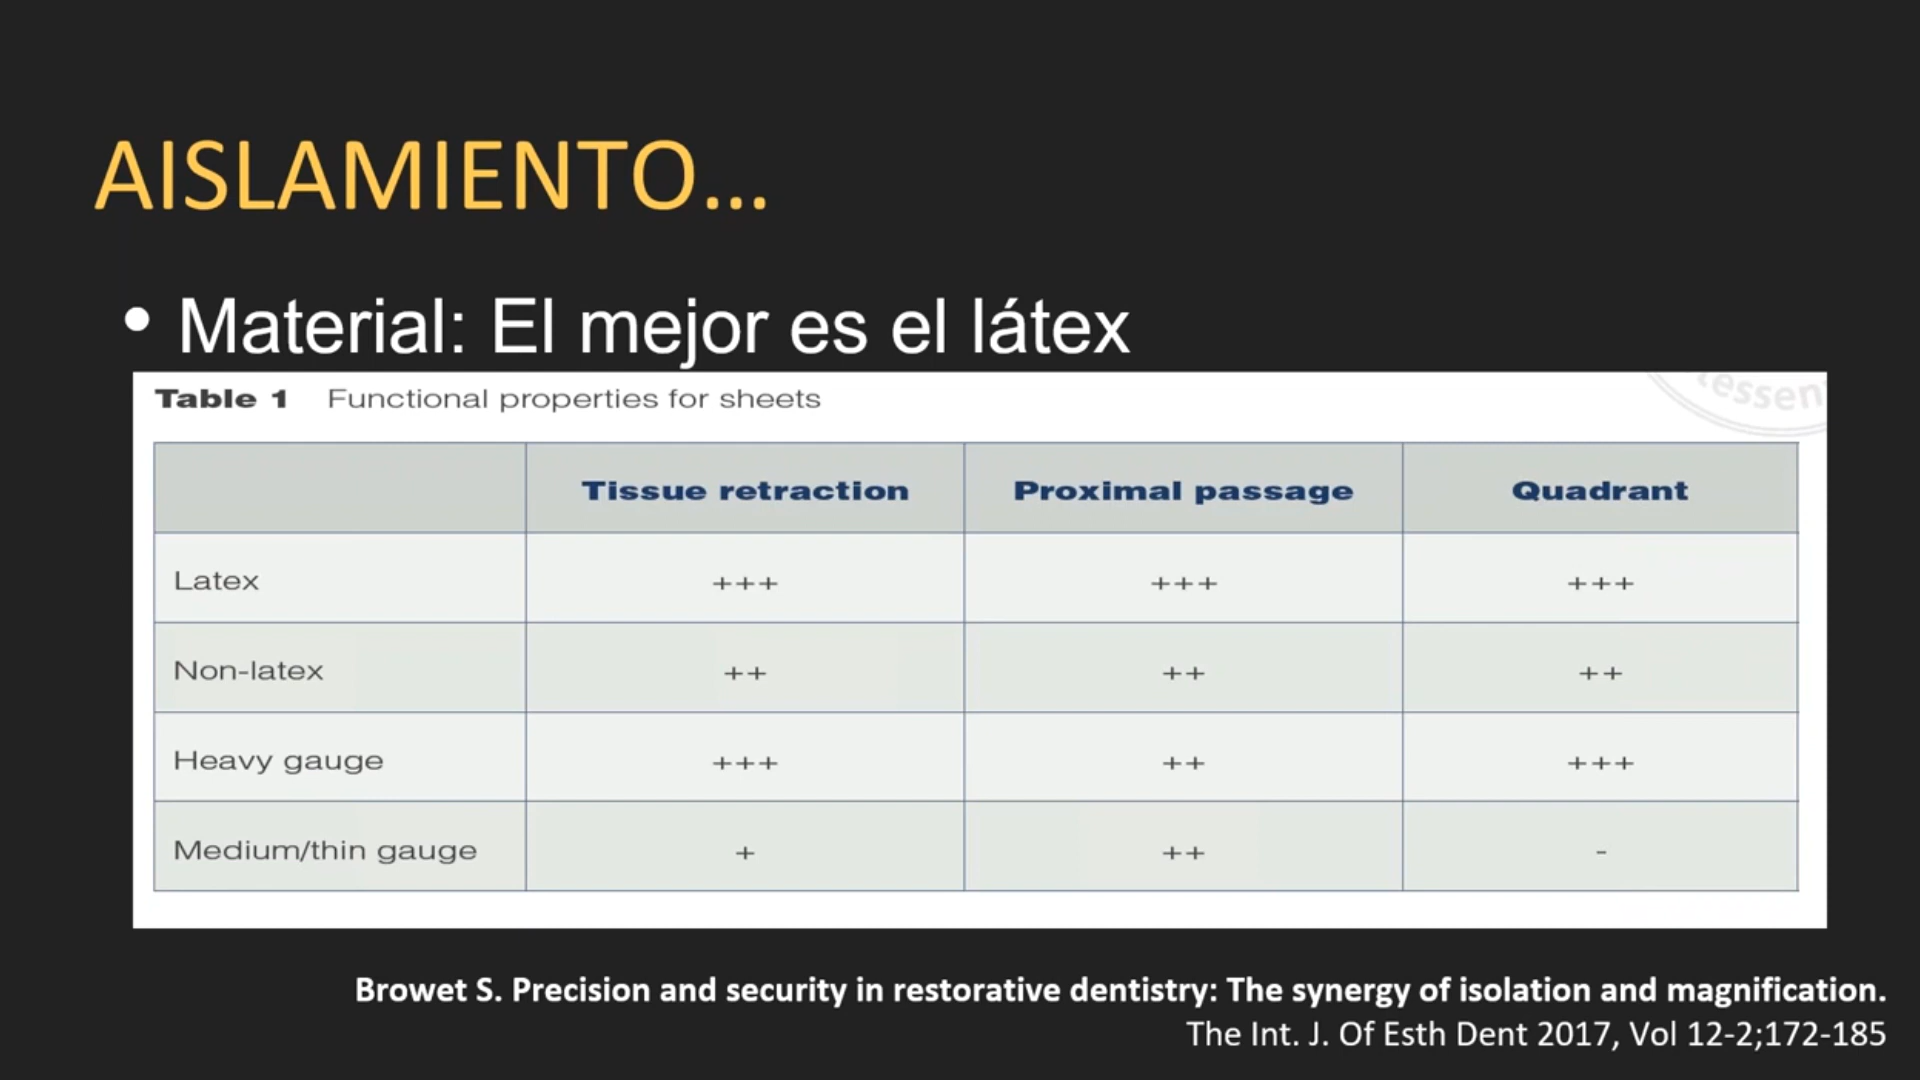 AISLAMIENTO...
• Material: El mejor es el látex
Table 1 Functional properties for sheets
Tissue retraction Proximal passage Quadrant
Latex +++ +++ +++
Non-latex ++ ++ ++
Heavy gauge +++ ++ +++
Medium/thin gauge + ++ -
Browet S. Precision and security in restorative dentistry: The synergy of isolation and magnification.
The Int. J. Of Esth Dent 2017, Vol 12-2;172-185